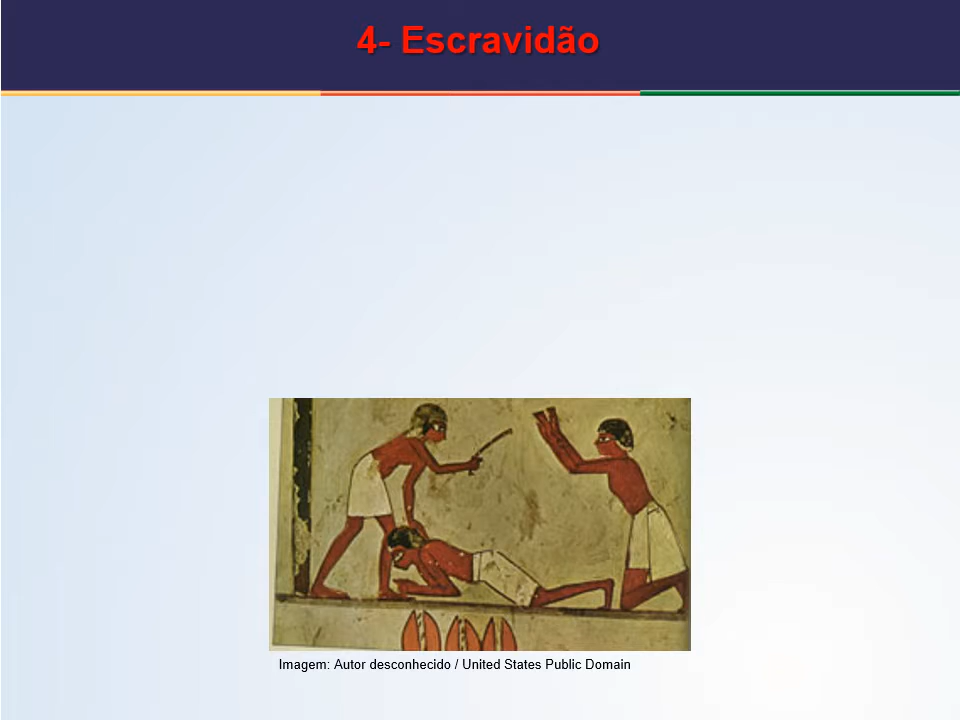 4- Escravidão
Imagem: Autor desconhecido / United States Public Domain